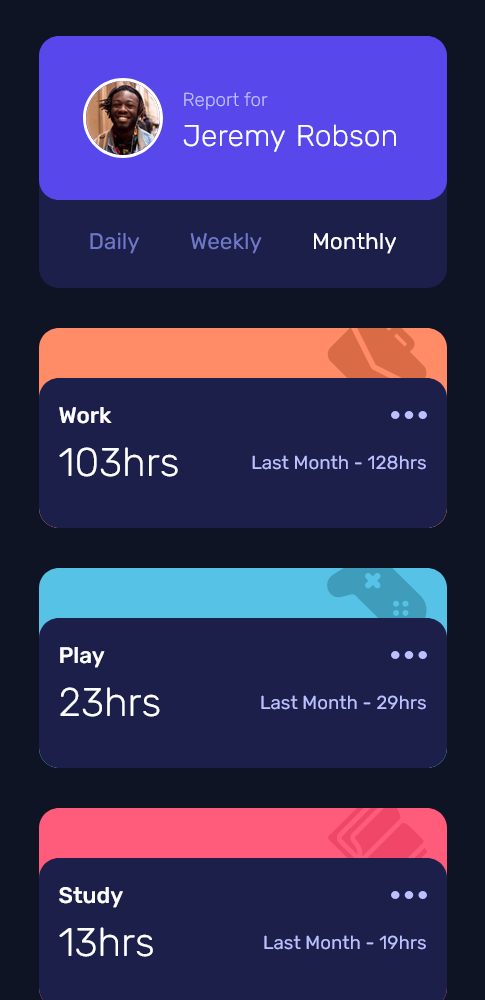 Report for
Jeremy Robson
Daily Weekly Monthly
Work
103hrs Last Month - 128hrs
Play
23hrs Last Month - 29hrs
Study
13hrs Last Month - 19hrs